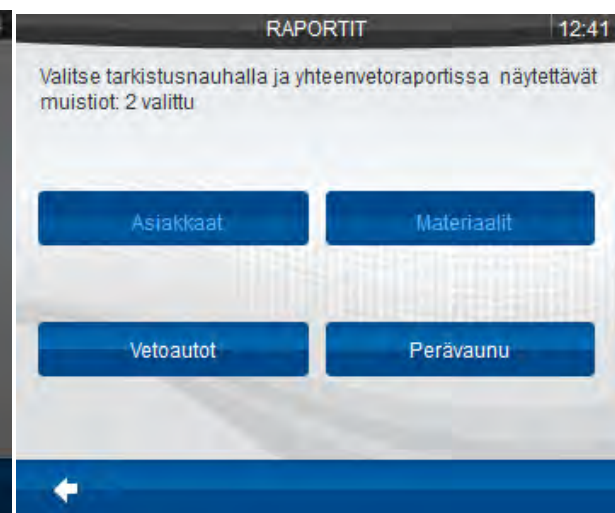 RAPORTIT 12:41
Valitse tarkistusnauhalla ja yhteenvetoraportissa näytettävät
muistiot: 2 valittu
Asiakkaat Materiaalit
Vetoautot Perävaunu